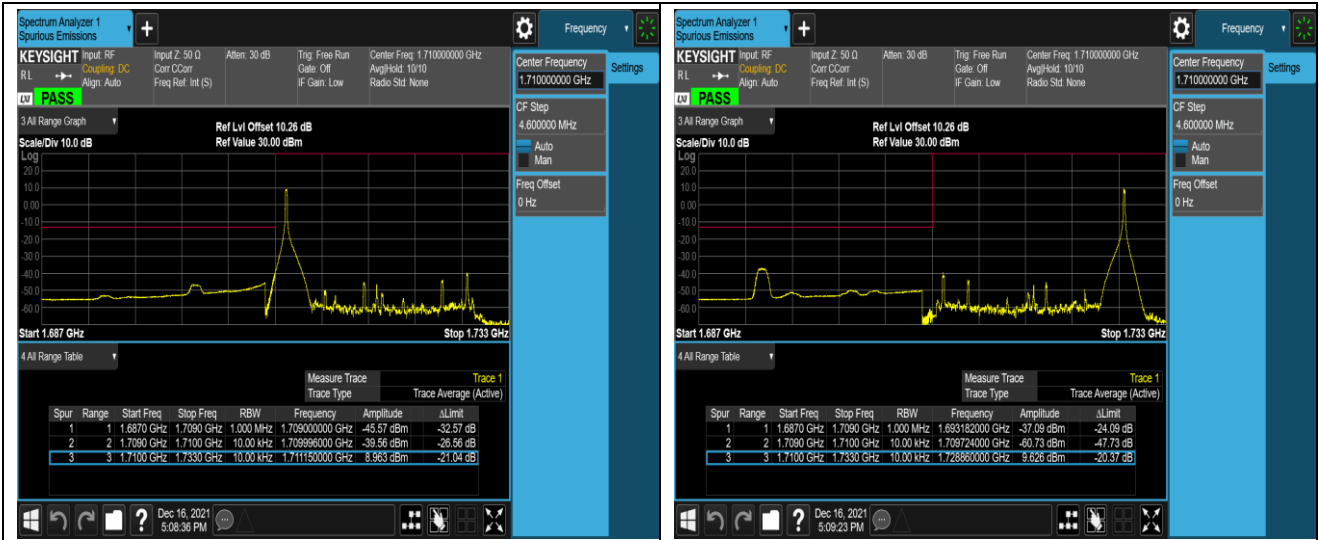 Spectrum Analyzer 1
Spurious Emissions
+
Frequency
KEYSIGHT Input: RF Input Z: 50 Ω Atten: 30 dB Trig: Free Run Center Freq: 1.710000000 GHz
R L Coupling: DC Corr CCorr Gate: Off Avg|Hold: 10/10
Align: Auto Freq Ref: Int (S) IF Gain: Low Radio Std: None
LXI PASS
Center Frequency
1.710000000 GHz
Settings
CF Step
4.600000 MHz
Auto
Man
Freq Offset
0 Hz
3 All Range Graph
Ref Lvl Offset 10.26 dB
Scale/Div 10.0 dB Ref Value 30.00 dBm
Log
20.0
10.0
0.00
-10.0
-20.0
-30.0
-40.0
-50.0
-60.0
Start 1.687 GHz Stop 1.733 GHz
4 All Range Table
Measure Trace Trace 1
Trace Type Trace Average (Active)
Spur Range Start Freq Stop Freq RBW Frequency Amplitude ΔLimit
1 1 1.6870 GHz 1.7090 GHz 1.000 MHz 1.709000000 GHz -45.57 dBm -32.57 dB
2 2 1.7090 GHz 1.7100 GHz 10.00 kHz 1.709996000 GHz -39.56 dBm -26.56 dB
3 3 1.7100 GHz 1.7330 GHz 10.00 kHz 1.711150000 GHz 8.963 dBm -21.04 dB
?
Dec 16, 2021
5:08:36 PM
Spectrum Analyzer 1
Spurious Emissions
+
Frequency
KEYSIGHT Input: RF Input Z: 50 Ω Atten: 30 dB Trig: Free Run Center Freq: 1.710000000 GHz
R L Coupling: DC Corr CCorr Gate: Off Avg|Hold: 10/10
Align: Auto Freq Ref: Int (S) IF Gain: Low Radio Std: None
LXI PASS
Center Frequency
1.710000000 GHz
Settings
CF Step
4.600000 MHz
Auto
Man
Freq Offset
0 Hz
3 All Range Graph
Ref Lvl Offset 10.26 dB
Scale/Div 10.0 dB Ref Value 30.00 dBm
Log
20.0
10.0
0.00
-10.0
-20.0
-30.0
-40.0
-50.0
-60.0
Start 1.687 GHz Stop 1.733 GHz
4 All Range Table
Measure Trace Trace 1
Trace Type Trace Average (Active)
Spur Range Start Freq Stop Freq RBW Frequency Amplitude ΔLimit
1 1 1.6870 GHz 1.7090 GHz 1.000 MHz 1.693182000 GHz -37.09 dBm -24.09 dB
2 2 1.7090 GHz 1.7100 GHz 10.00 kHz 1.709724000 GHz -60.73 dBm -47.73 dB
3 3 1.7100 GHz 1.7330 GHz 10.00 kHz 1.728860000 GHz 9.626 dBm -20.37 dB
?
Dec 16, 2021
5:09:23 PM